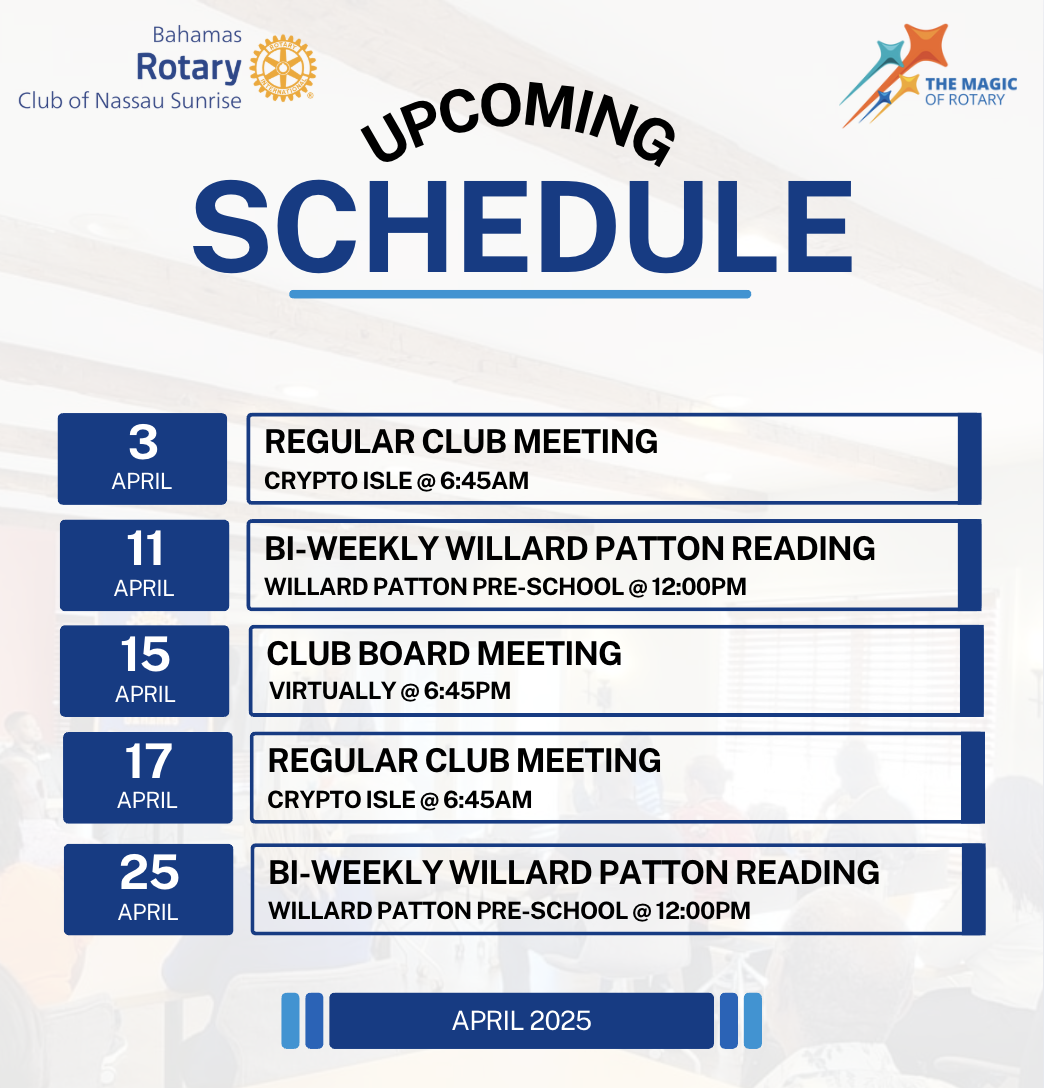 Bahamas
Rotary
Club of Nassau Sunrise
ROTARY
INTERNATIONAL
THE MAGIC
OF ROTARY
UPCOMING
SCHEDULE
3
APRIL
REGULAR CLUB MEETING
CRYPTO ISLE @ 6:45AM
11
APRIL
BI-WEEKLY WILLARD PATTON READING
WILLARD PATTON PRE-SCHOOL @ 12:00PM
15
APRIL
CLUB BOARD MEETING
VIRTUALLY @ 6:45PM
17
APRIL
REGULAR CLUB MEETING
CRYPTO ISLE @ 6:45AM
25
APRIL
BI-WEEKLY WILLARD PATTON READING
WILLARD PATTON PRE-SCHOOL @ 12:00PM
APRIL 2025